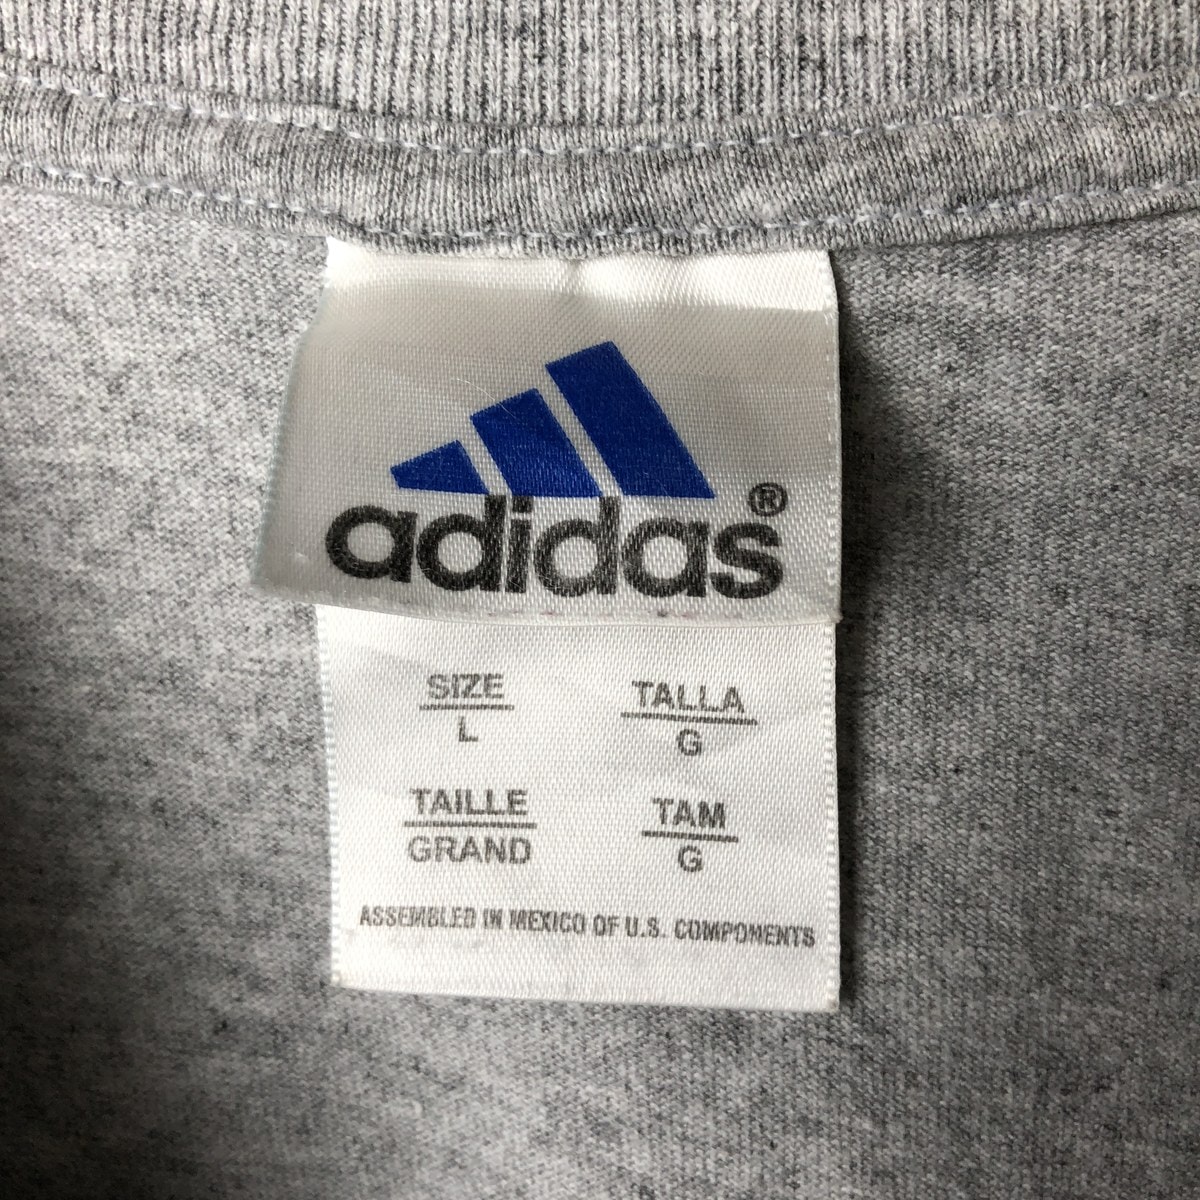 adidas®
SIZE TALLA
L G
TAILLE TAM
GRAND G
ASSEMBLED IN MEXICO OF U.S. COMPONENTS